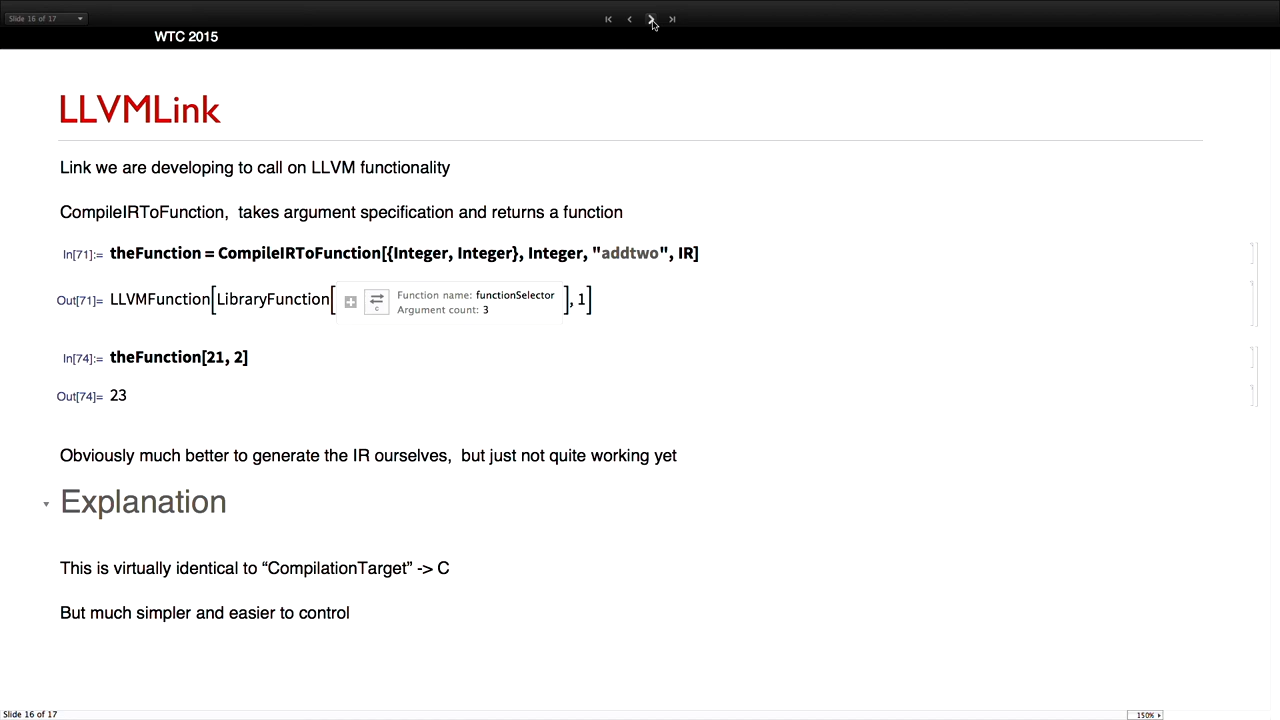 Slide 16 of 17
WTC 2015
LLVMLink
Link we are developing to call on LLVM functionality
CompileIRToFunction,  takes argument specification and returns a function
In[71]:= theFunction = CompileIRToFunction[{Integer, Integer}, Integer, "addtwo", IR]
Out[71]= LLVMFunction[LibraryFunction[ Function name: functionSelector
C Argument count: 3 ], 1]
In[74]:= theFunction[21, 2]
Out[74]= 23
Obviously much better to generate the IR ourselves,  but just not quite working yet
Explanation
This is virtually identical to “CompilationTarget” -> C
But much simpler and easier to control
Slide 16 of 17
150%